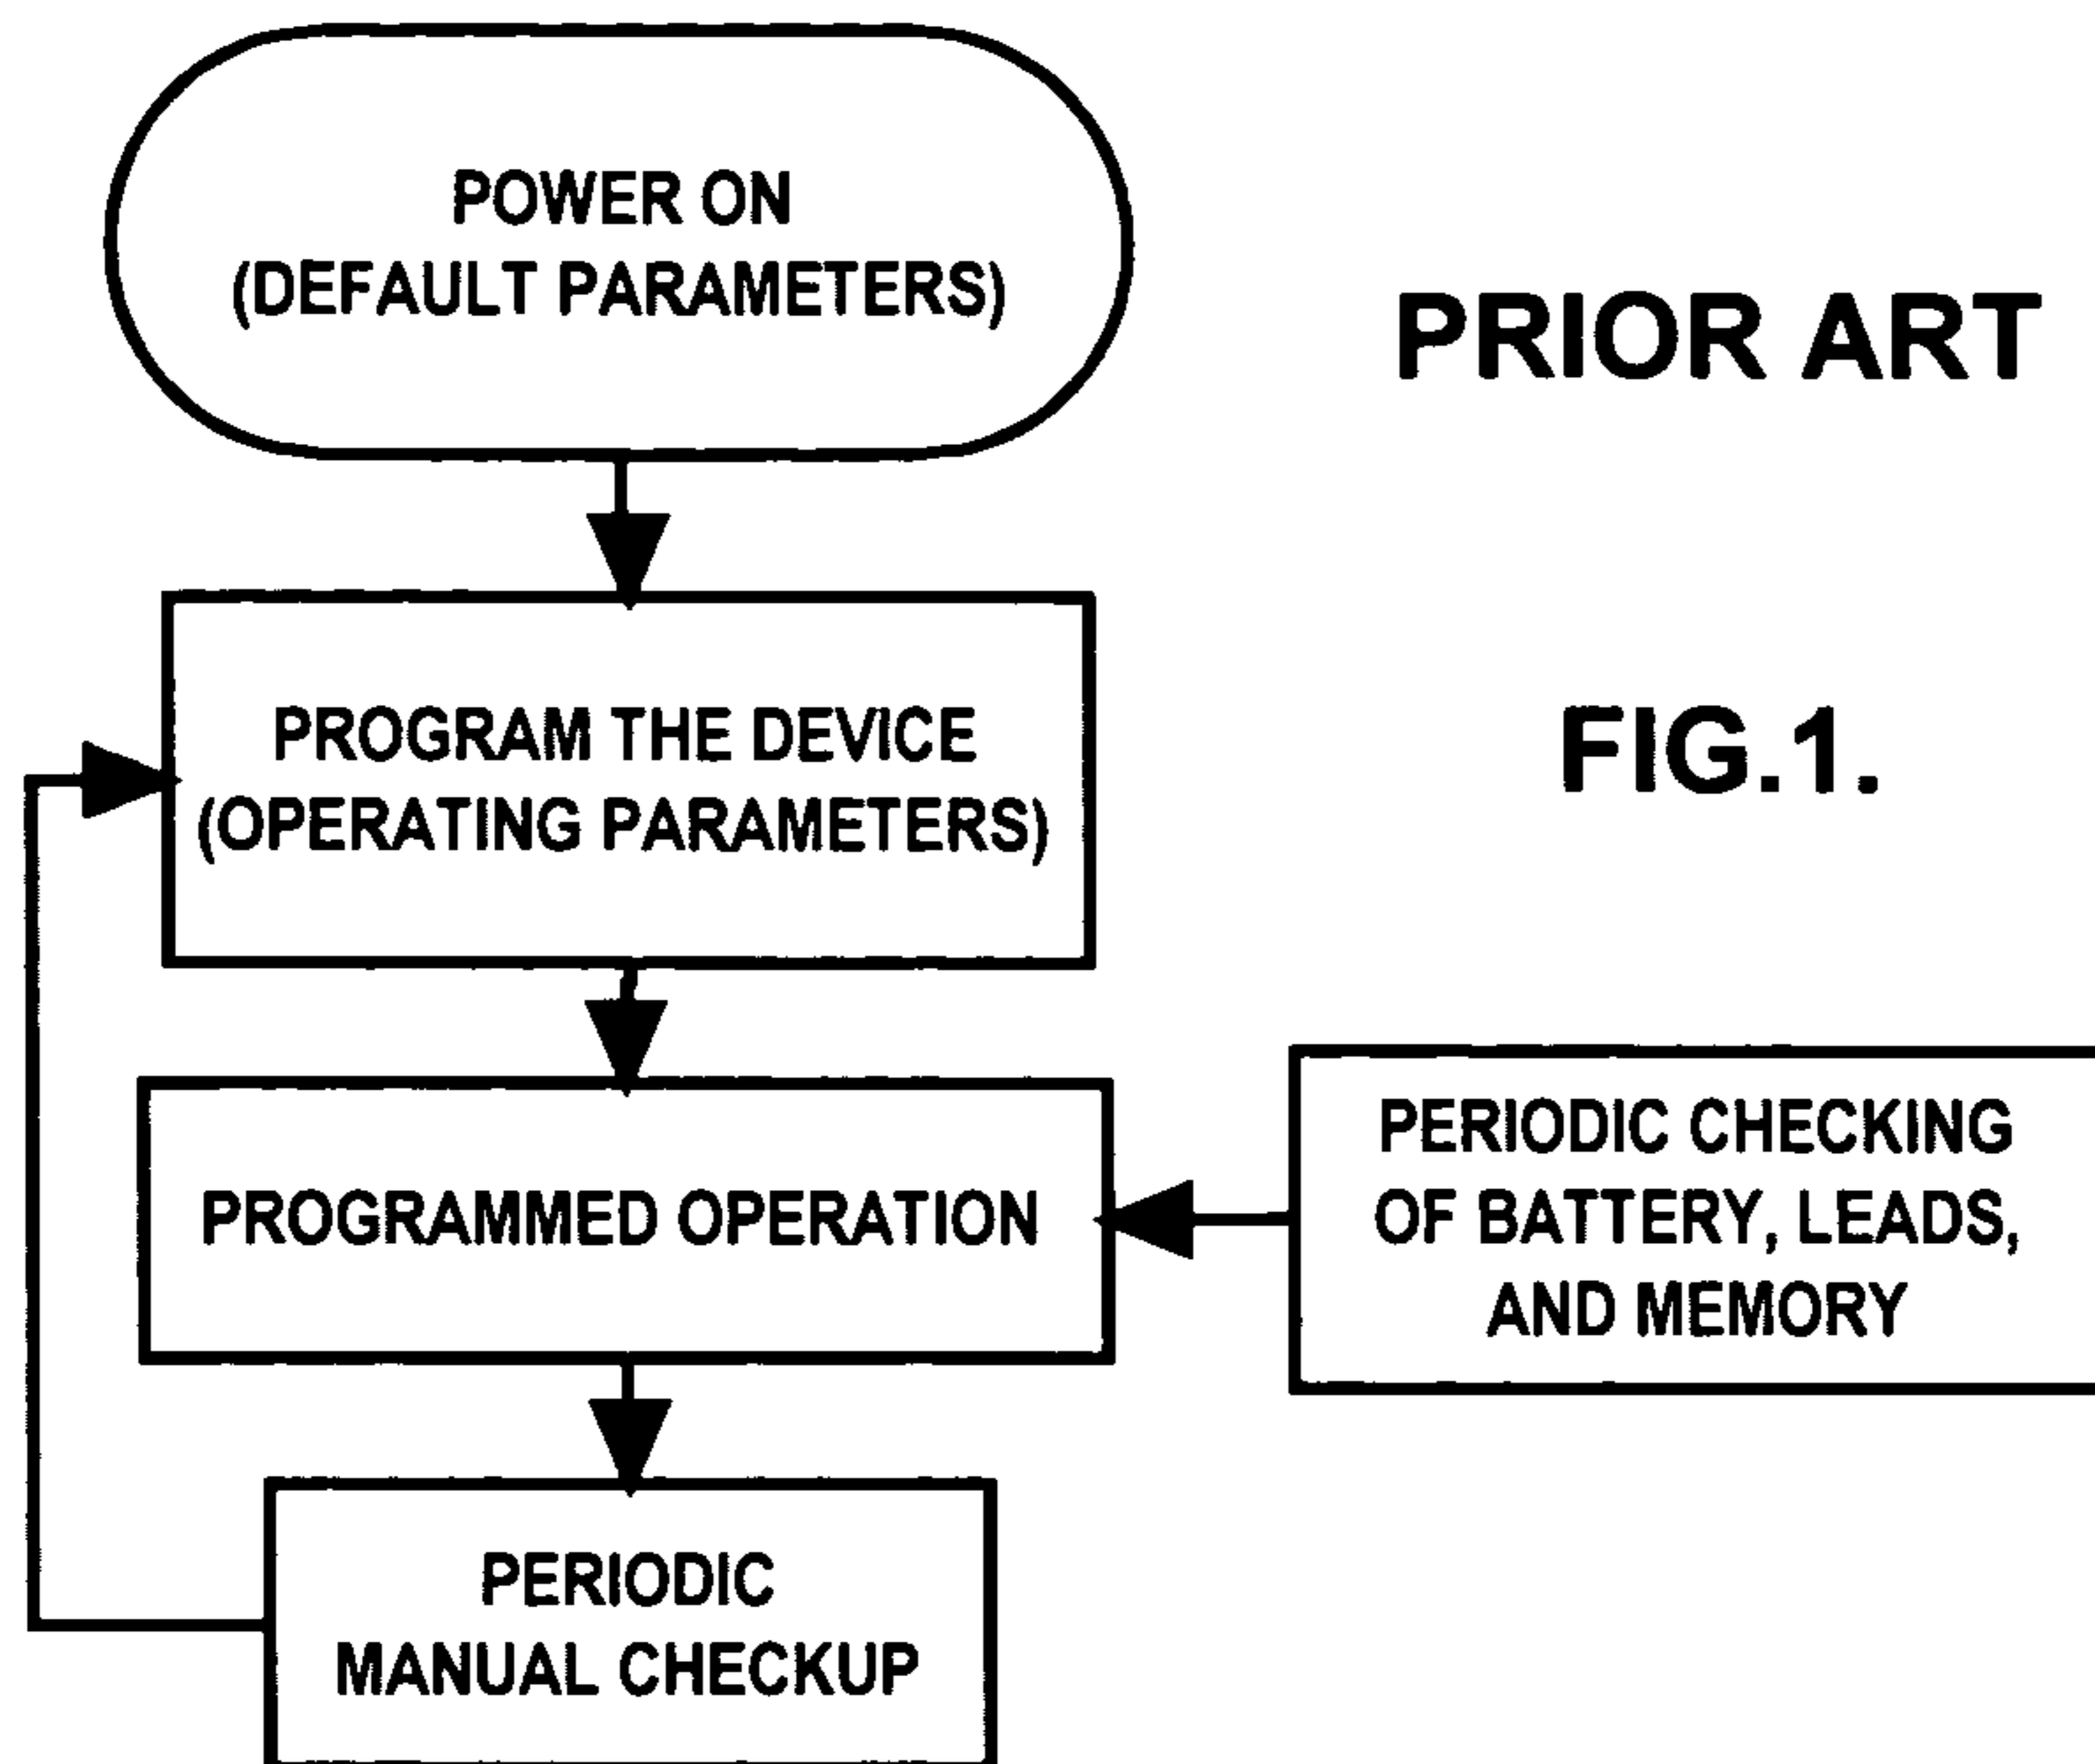 POWER ON
(DEFAULT PARAMETERS)
PRIOR ART
PROGRAM THE DEVICE
(OPERATING PARAMETERS)
FIG.1.
PROGRAMMED OPERATION
PERIODIC CHECKING
OF BATTERY, LEADS,
AND MEMORY
PERIODIC
MANUAL CHECKUP